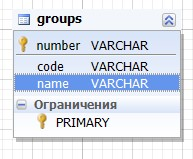 groups
number VARCHAR
code VARCHAR
name VARCHAR
Ограничения
PRIMARY